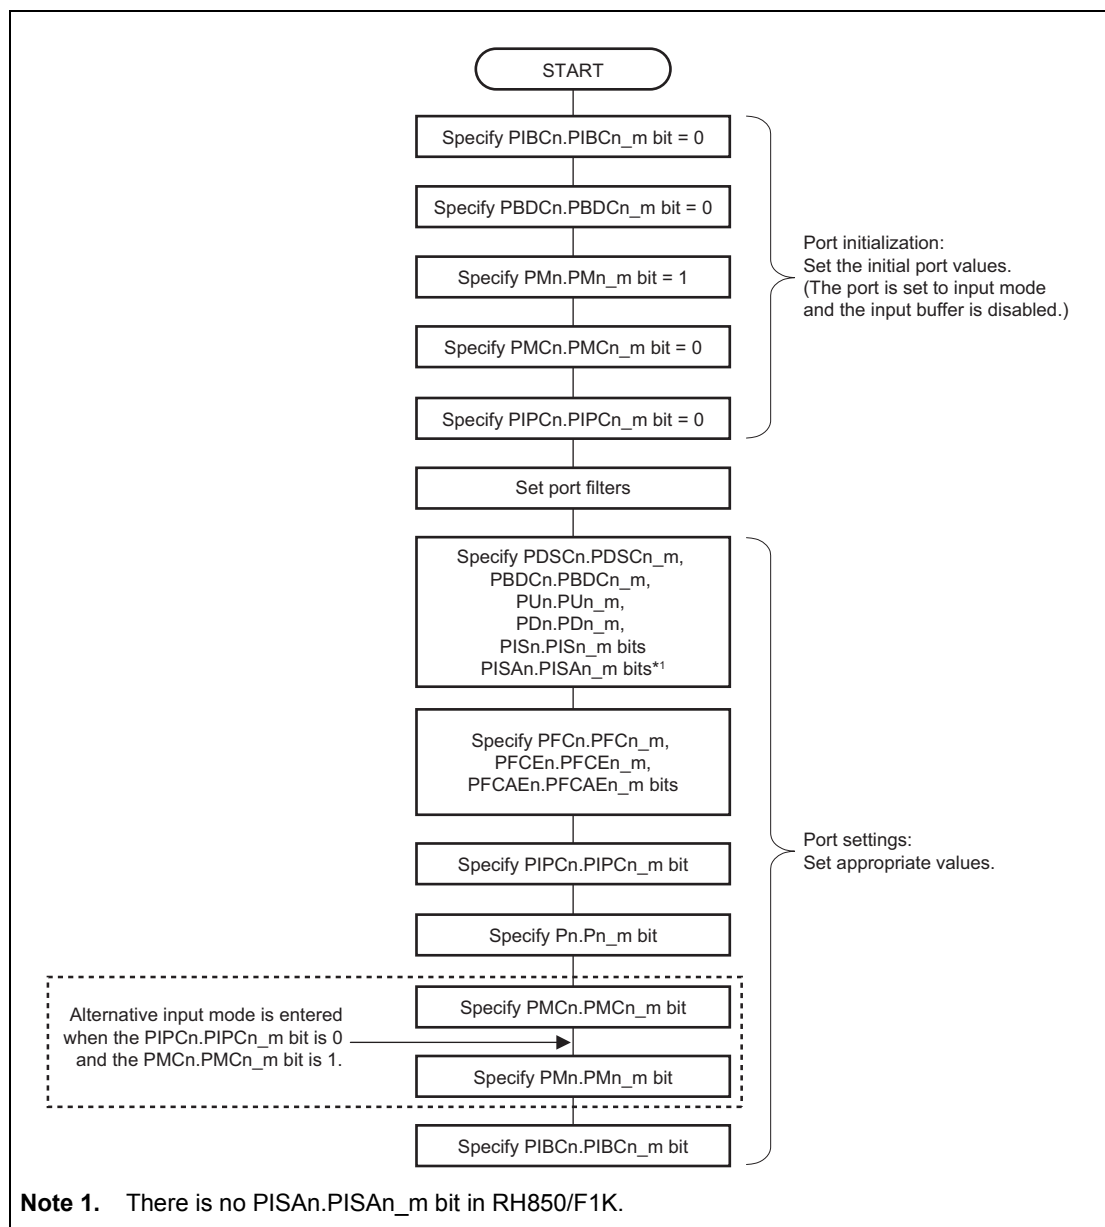 START
Specify PIBCn.PIBCn_m bit = 0
Specify PBDCn.PBDCn_m bit = 0
Specify PMn.PMn_m bit = 1
Specify PMCn.PMCn_m bit = 0
Specify PIPCn.PIPCn_m bit = 0
Port initialization:
Set the initial port values.
(The port is set to input mode
and the input buffer is disabled.)
Set port filters
Specify PDSCn.PDSCn_m,
PBDCn.PBDCn_m,
PUn.PUn_m,
PDn.PDn_m,
PISn.PISn_m bits
PISAn.PISAn_m bits*1
Specify PFCn.PFCn_m,
PFCEn.PFCEn_m,
PFCAEn.PFCAEn_m bits
Specify PIPCn.PIPCn_m bit
Specify Pn.Pn_m bit
Port settings:
Set appropriate values.
Specify PMCn.PMCn_m bit
Alternative input mode is entered
when the PIPCn.PIPCn_m bit is 0
and the PMCn.PMCn_m bit is 1.
Specify PMn.PMn_m bit
Specify PIBCn.PIBCn_m bit
Note 1. There is no PISAn.PISAn_m bit in RH850/F1K.